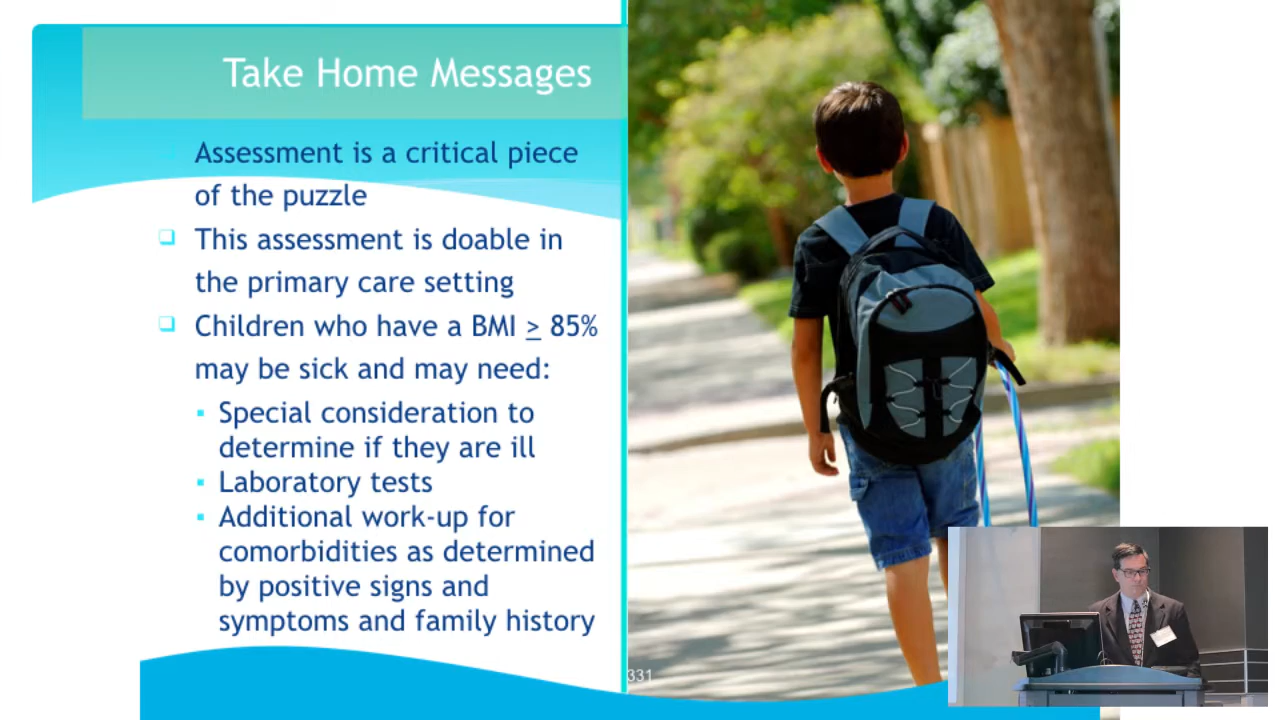 Take Home Messages
Assessment is a critical piece
of the puzzle
This assessment is doable in
the primary care setting
Children who have a BMI ≥ 85%
may be sick and may need:
Special consideration to
determine if they are ill
Laboratory tests
Additional work-up for
comorbidities as determined
by positive signs and
symptoms and family history
331